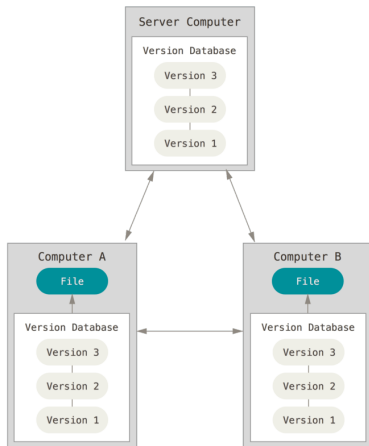 Server Computer
Version Database
Version 3
Version 2
Version 1
Computer A
File
Version Database
Version 3
Version 2
Version 1
Computer B
File
Version Database
Version 3
Version 2
Version 1